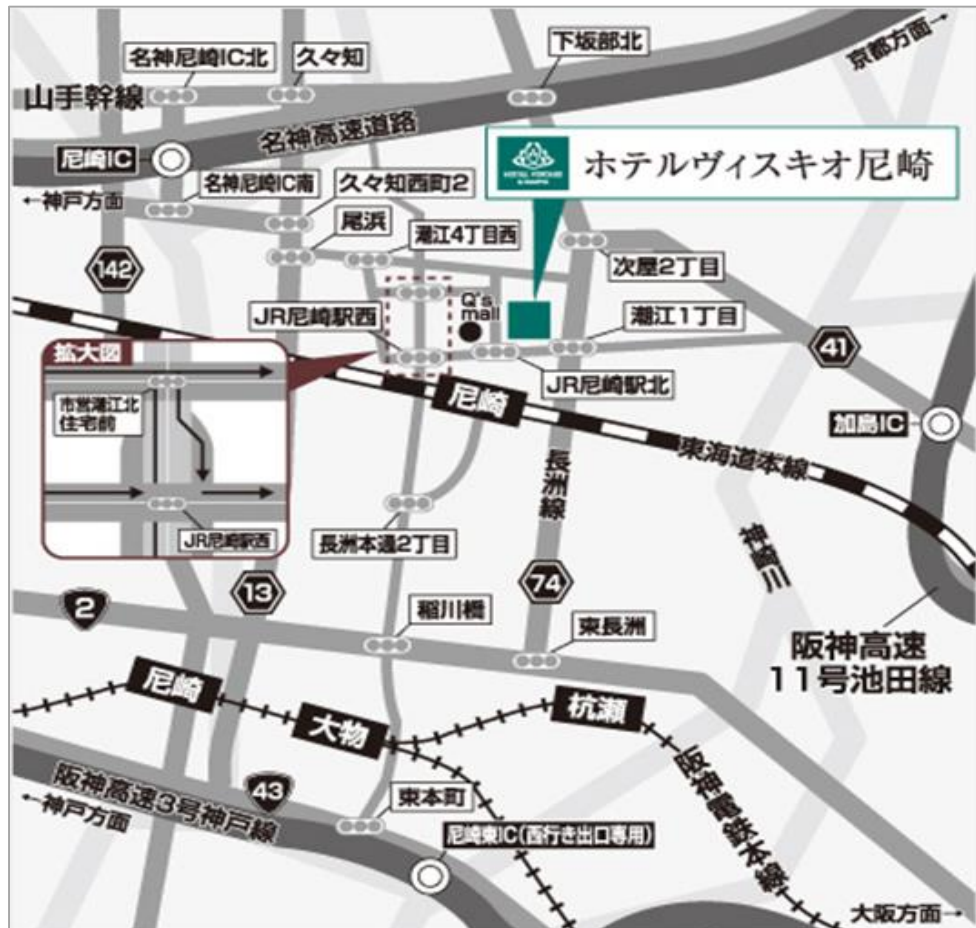 下坂部北
京都方面→
名神尼崎IC北
久々知
山手幹線
名神高速道路
尼崎IC
ホテルヴィスキオ尼崎
名神尼崎IC南
久々知西町2
←神戸方面
尾浜
潮江4丁目西
次屋2丁目
142
Q's
mall
JR尼崎駅西
潮江1丁目
41
拡大図
JR尼崎駅北
尼崎
市営潮江北
住宅前
加島IC
東海道本線
長洲線
JR尼崎駅西
長洲本通2丁目
神崎川
13
74
2
稲川橋
東長洲
阪神高速
11号池田線
尼崎
杭瀬
大物
阪神電鉄本線
阪神高速3号神戸線
43
←神戸方面
東本町
尼崎東IC(西行き出口専用)
大阪方面→